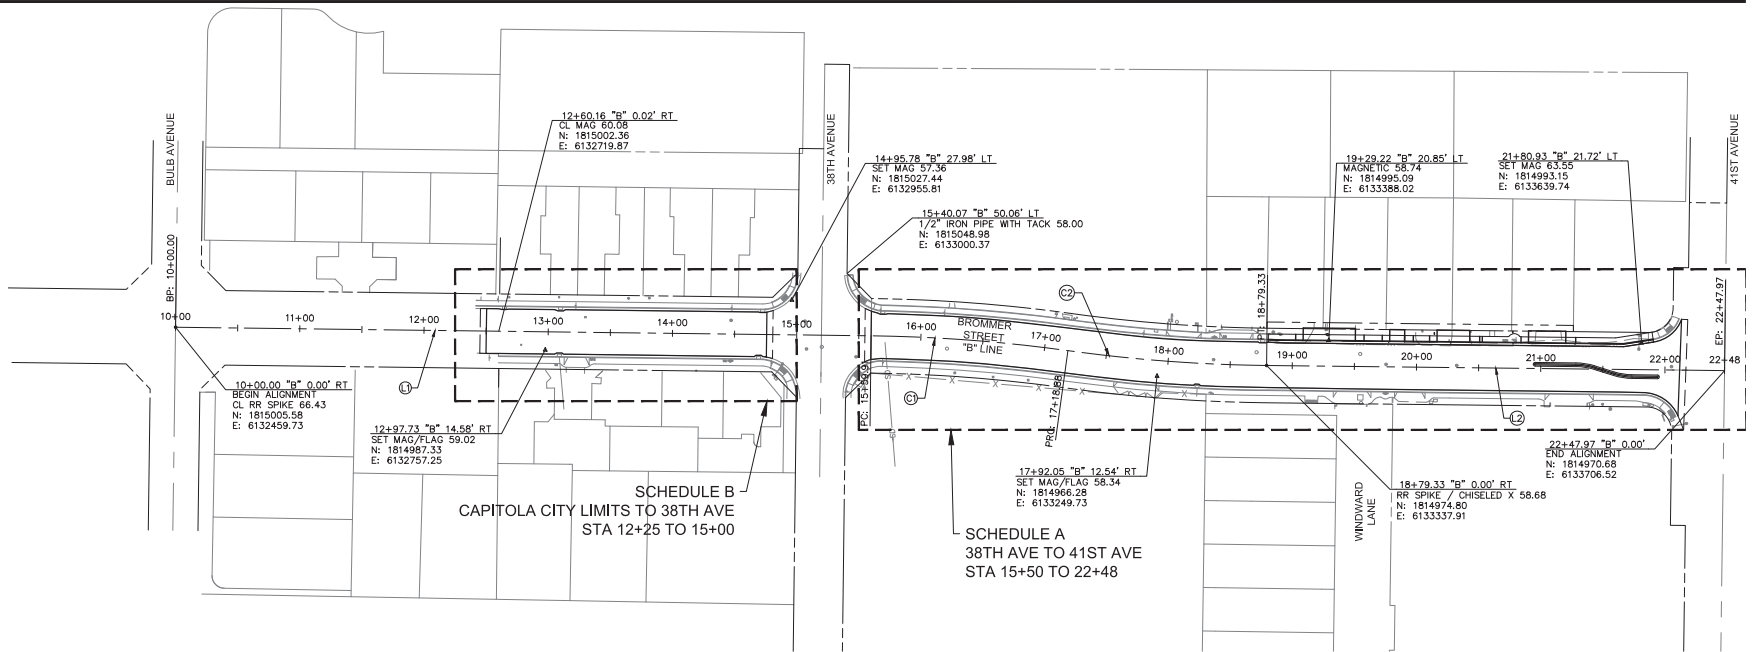 BULB AVENUE
BP: 10+00.00
12+60.16 "B" 0.02' RT
CL MAG 60.08
N: 1815002.36
E: 6132719.87
38TH AVENUE
14+95.78 "B" 27.98' LT
SET MAG 57.36
N: 1815027.44
E: 6132955.81
15+40.07 "B" 50.06' LT
1/2" IRON PIPE WITH TACK 58.00
N: 1815048.98
E: 6133000.37
19+29.22 "B" 20.85' LT
MAGNETIC 58.74
N: 1814995.09
E: 6133388.02
21+80.93 "B" 21.72' LT
SET MAG 63.55
N: 1814993.15
E: 6133639.74
41ST AVENUE
10+00
11+00
12+00
13+00
14+00
15+00
16+00
17+00
18+00
19+00
20+00
21+00
22+00
22+48
BROMMER
STREET
"B" LINE
C2
C1
L1
L2
PRC: 17+18.88
PT: 18+79.33
EP: 22+47.97
10+00.00 "B" 0.00' RT
BEGIN ALIGNMENT
CL RR SPIKE 66.43
N: 1815005.58
E: 6132459.73
12+97.73 "B" 14.58' RT
SET MAG/FLAG 59.02
N: 1814987.33
E: 6132757.25
17+92.05 "B" 12.54' RT
SET MAG/FLAG 58.34
N: 1814966.28
E: 6133249.73
22+47.97 "B" 0.00'
END ALIGNMENT
N: 1814970.68
E: 6133706.52
18+79.33 "B" 0.00' RT
RR SPIKE / CHISELED X 58.68
N: 1814974.80
E: 6133337.91
WINDWARD
LANE
SCHEDULE B
CAPITOLA CITY LIMITS TO 38TH AVE
STA 12+25 TO 15+00
SCHEDULE A
38TH AVE TO 41ST AVE
STA 15+50 TO 22+48